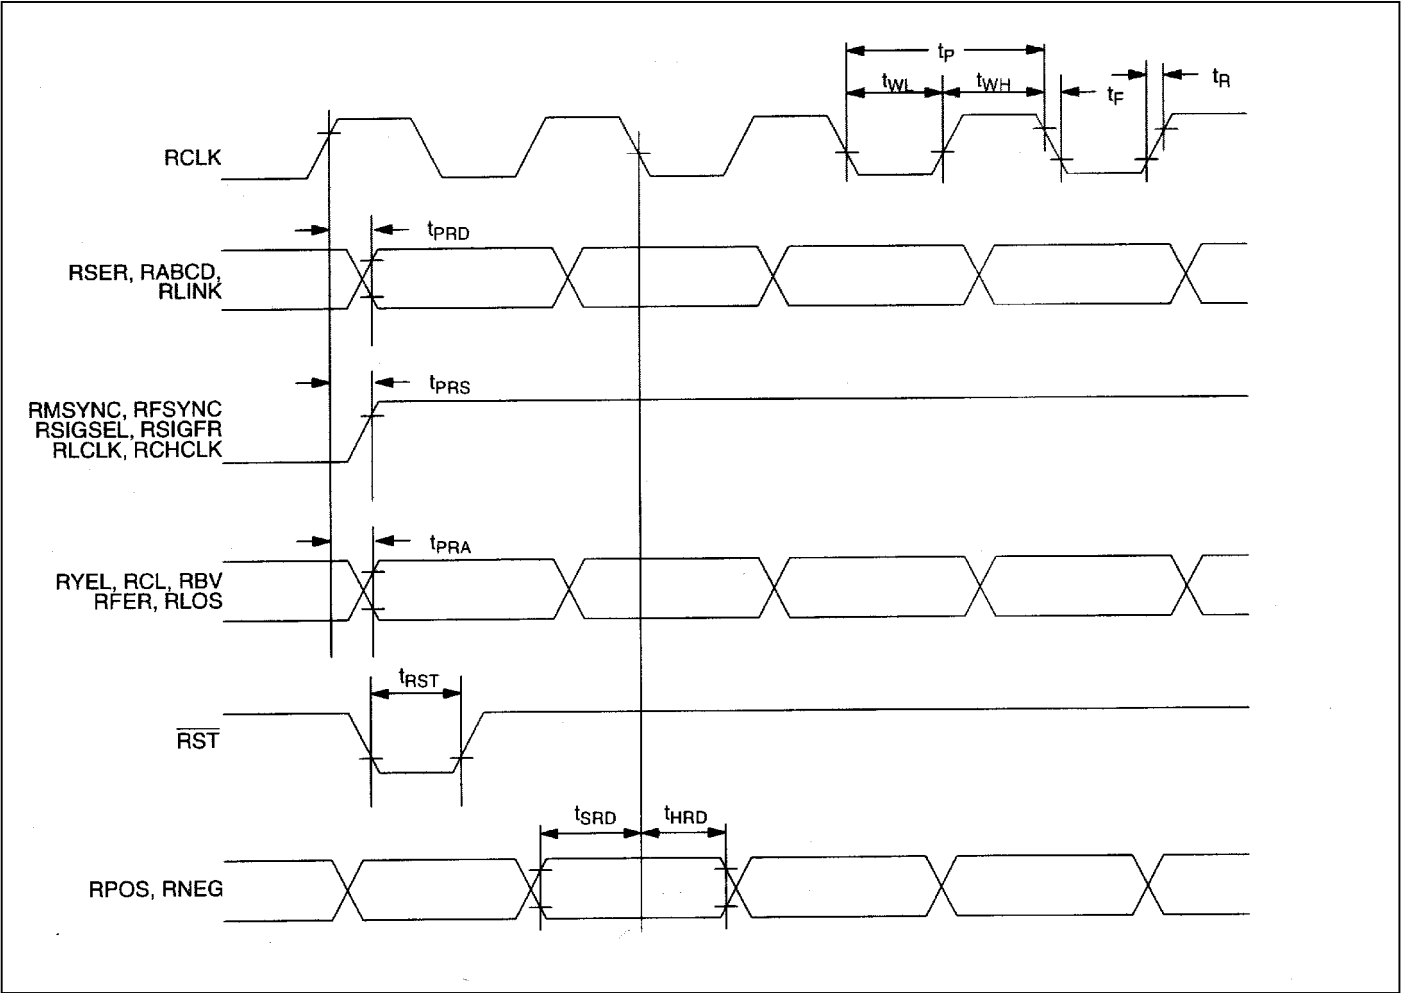 tP
tWL tWH
tF
tR
RCLK
tPRD
RSER, RABCD,
RLINK
tPRS
RMSYNC, RFSYNC
RSIGSEL, RSIGFR
RLCLK, RCHCLK
tPRA
RYEL, RCL, RBV
RFER, RLOS
tRST
RST
tSRD tHRD
RPOS, RNEG